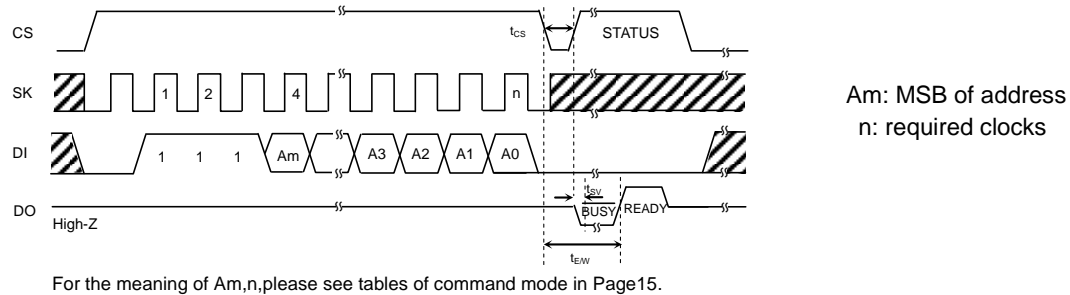 CS
tCS
STATUS
SK
1 2 4 n
Am: MSB of address
n: required clocks
DI
1 1 1 Am A3 A2 A1 A0
tSV
DO
BUSY READY
High-Z
tE/W
For the meaning of Am,n,please see tables of command mode in Page15.